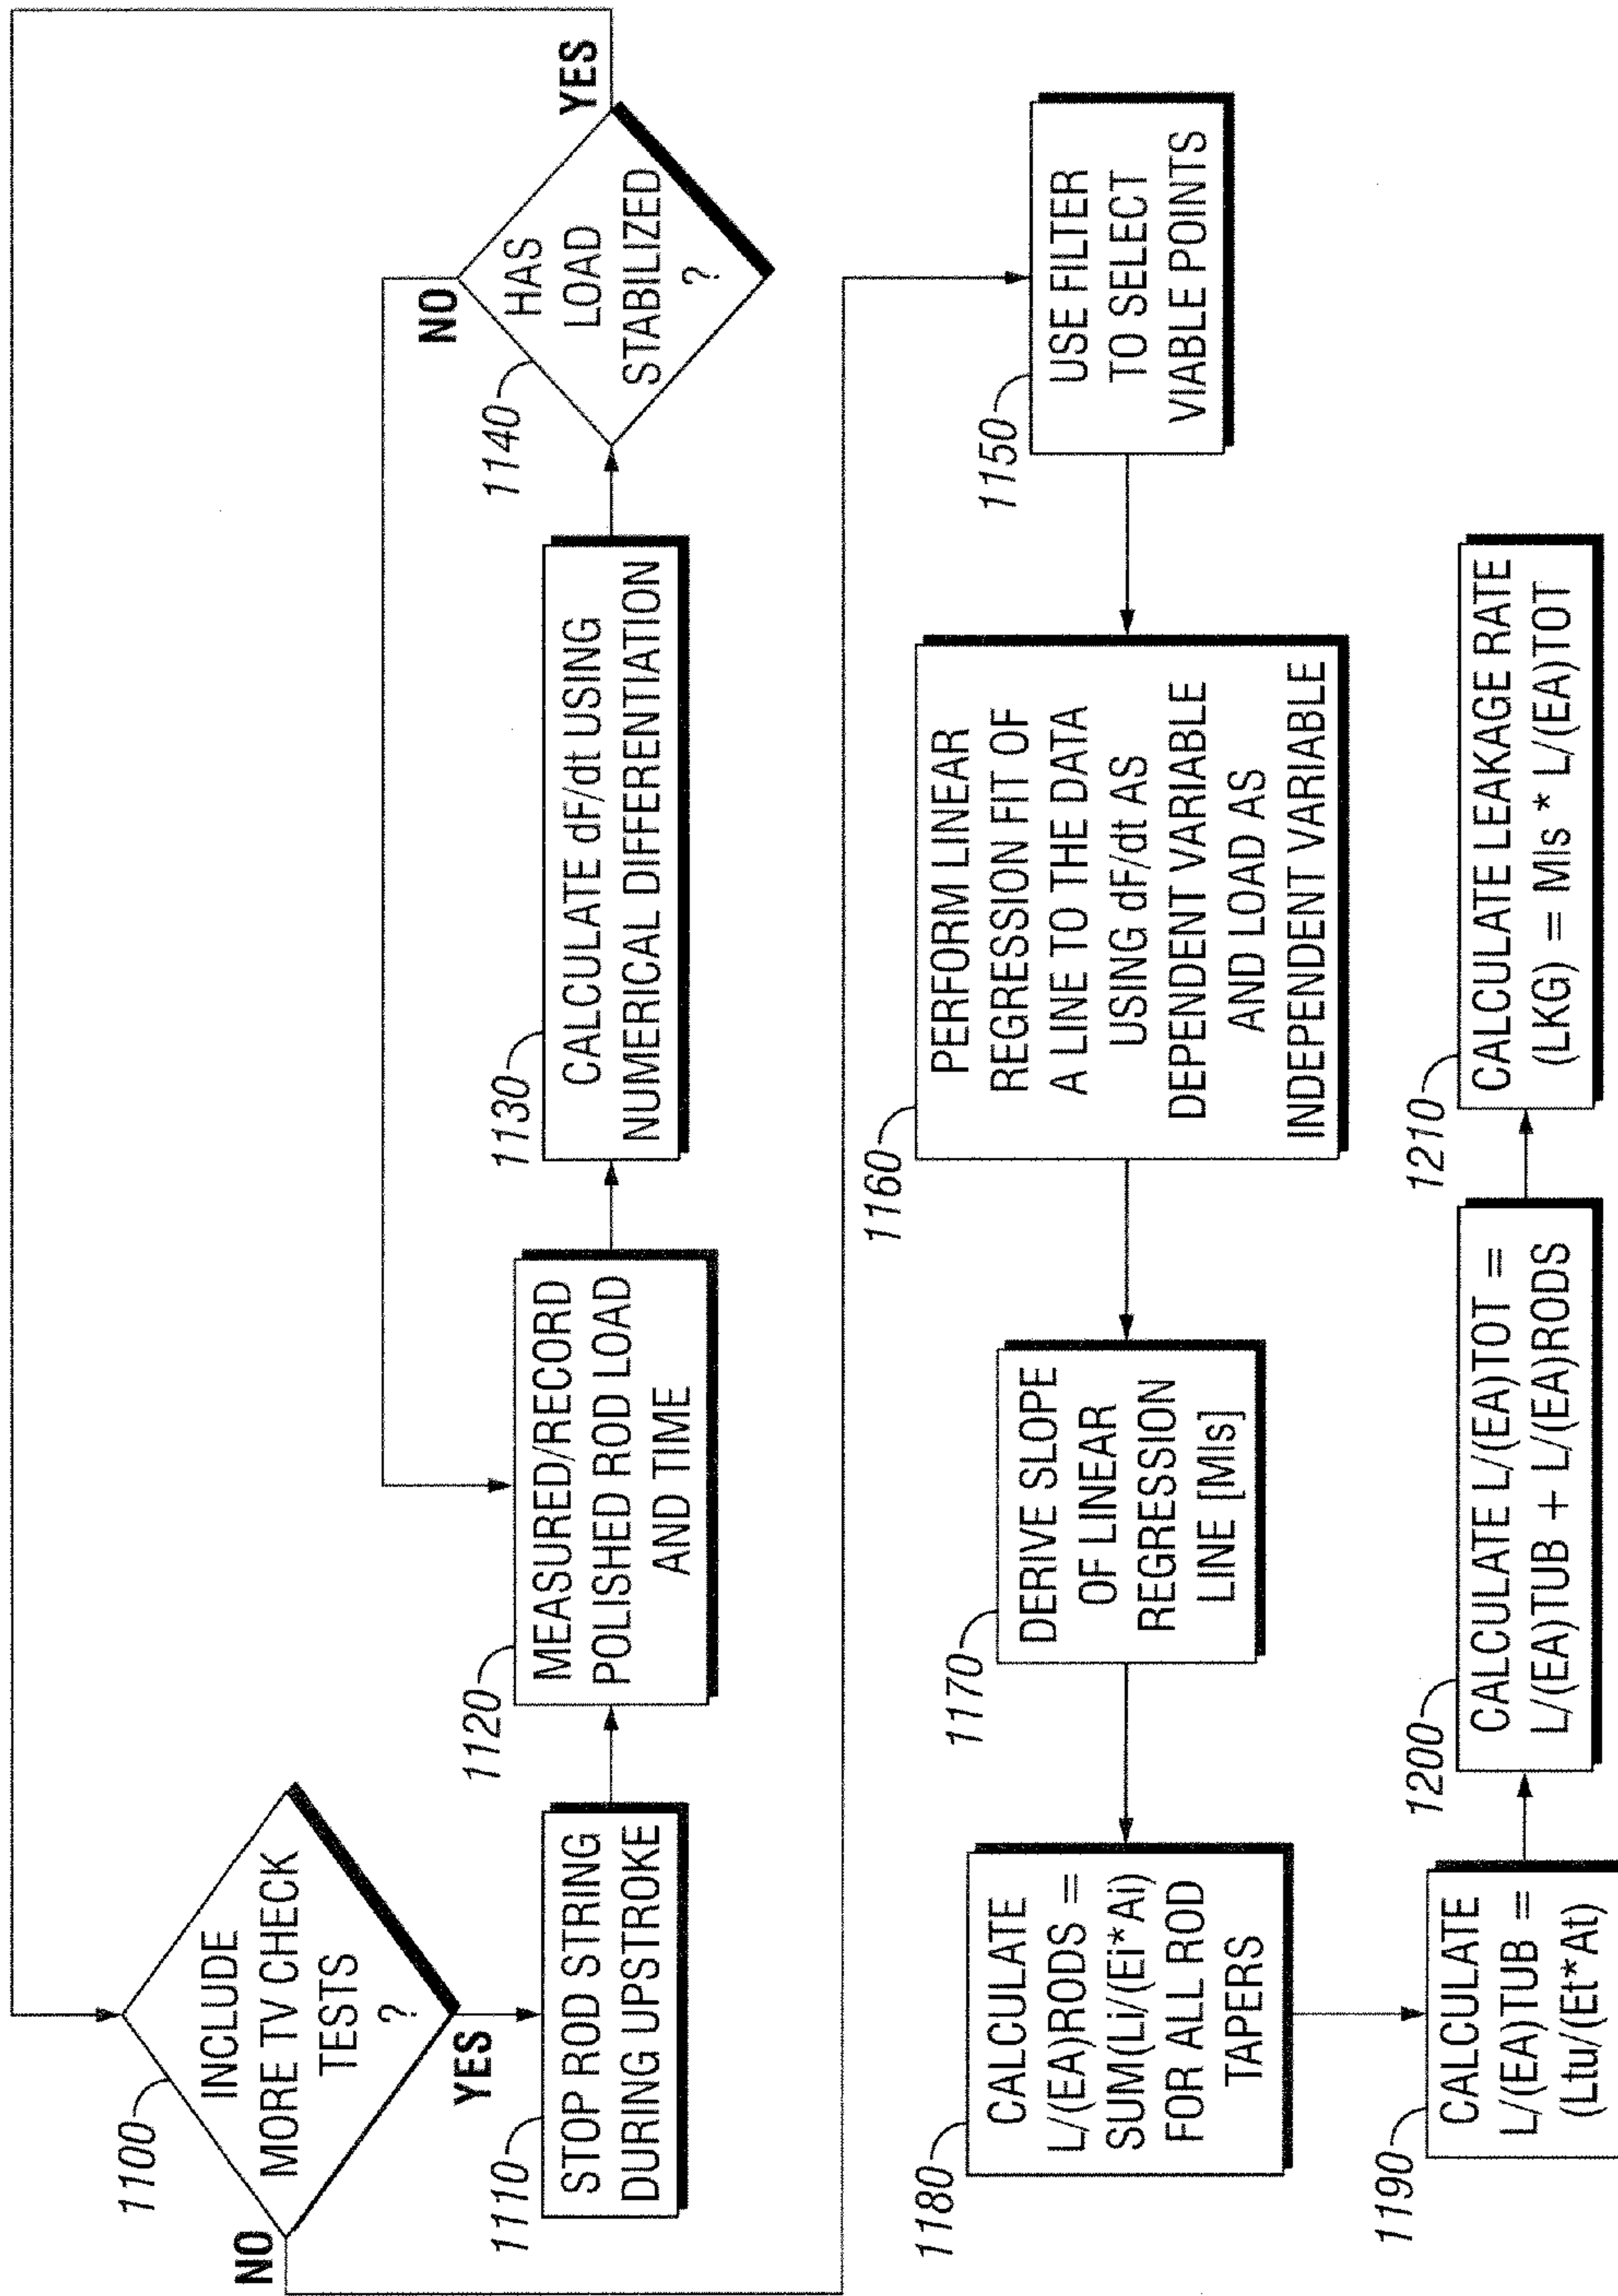 1100
INCLUDE
MORE TV CHECK
TESTS
?
NO
YES
1110
STOP ROD STRING
DURING UPSTROKE
1120
MEASURED/RECORD
POLISHED ROD LOAD
AND TIME
1130
CALCULATE dF/dt USING
NUMERICAL DIFFERENTIATION
1140
HAS
LOAD
STABILIZED
?
NO
YES
1150
USE FILTER
TO SELECT
VIABLE POINTS
1160
PERFORM LINEAR
REGRESSION FIT OF
A LINE TO THE DATA
USING dF/dt AS
DEPENDENT VARIABLE
AND LOAD AS
INDEPENDENT VARIABLE
1170
DERIVE SLOPE
OF LINEAR
REGRESSION
LINE [Mls]
1180
CALCULATE
L/(EA)RODS =
SUM(Li/(Ei*Ai)
FOR ALL ROD
TAPERS
1190
CALCULATE
L/(EA)TUB =
(Ltu/(Et*At)
1200
CALCULATE L/(EA)TOT =
L/(EA)TUB + L/(EA)RODS
1210
CALCULATE LEAKAGE RATE
(LKG) = Mls * L/(EA)TOT